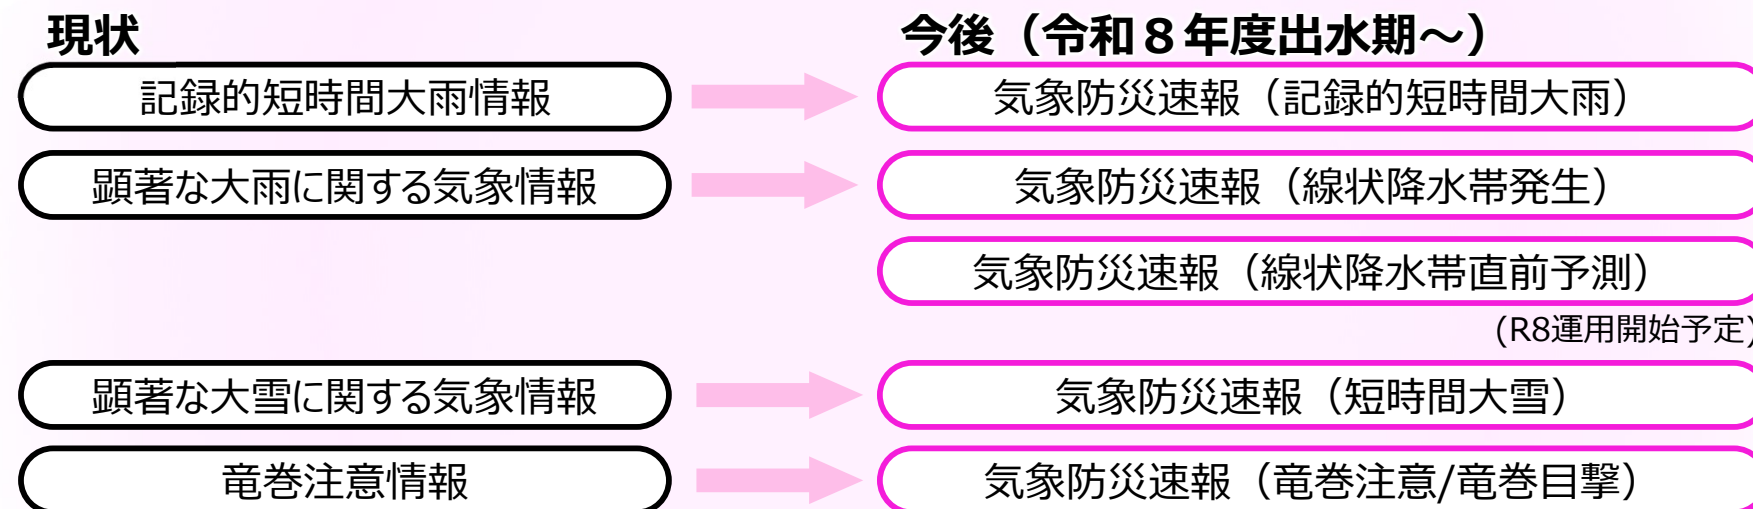 現状
今後（令和８年度出水期～）
記録的短時間大雨情報
気象防災速報（記録的短時間大雨）
顕著な大雨に関する気象情報
気象防災速報（線状降水帯発生）
気象防災速報（線状降水帯直前予測）
(R8運用開始予定)
顕著な大雪に関する気象情報
気象防災速報（短時間大雪）
竜巻注意情報
気象防災速報（竜巻注意/竜巻目撃）